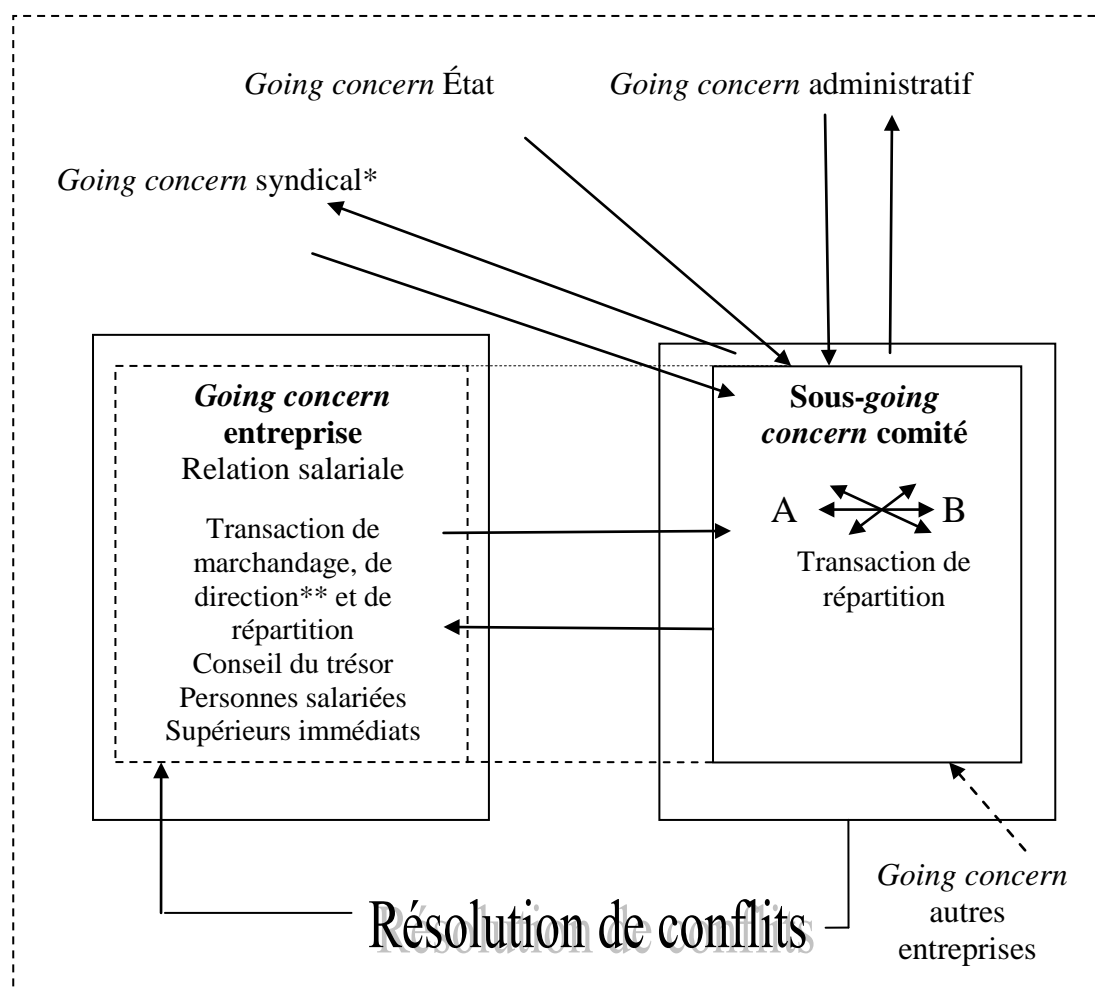 Going concern État
Going concern administratif
Going concern syndical*
Going concern
entreprise
Relation salariale
Transaction de
marchandage, de
direction** et de
répartition
Conseil du trésor
Personnes salariées
Supérieurs immédiats
Sous-going
concern comité
A B
Transaction de
répartition
Résolution de conflits
Going concern
autres
entreprises